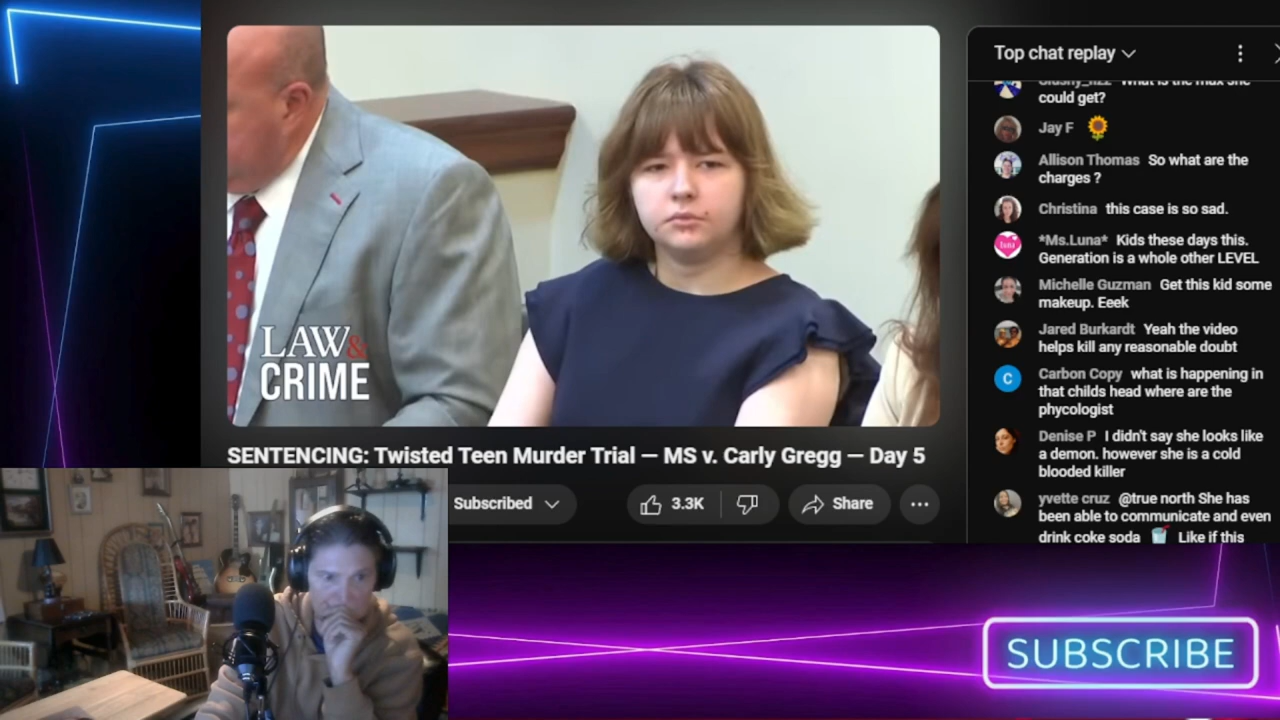 Top chat replay
What is the max she
could get?
Jay F
Allison Thomas So what are the
charges ?
Christina this case is so sad.
*Ms.Luna* Kids these days this.
Generation is a whole other LEVEL
Michelle Guzman Get this kid some
makeup. Eeek
Jared Burkardt Yeah the video
helps kill any reasonable doubt
C
Carbon Copy what is happening in
that childs head where are the
phycologist
Denise P I didn't say she looks like
a demon. however she is a cold
blooded killer
yvette cruz @true north She has
been able to communicate and even
drink coke soda Like if this
LAW&
CRIME
SENTENCING: Twisted Teen Murder Trial — MS v. Carly Gregg — Day 5
Subscribed 3.3K Share
SUBSCRIBE